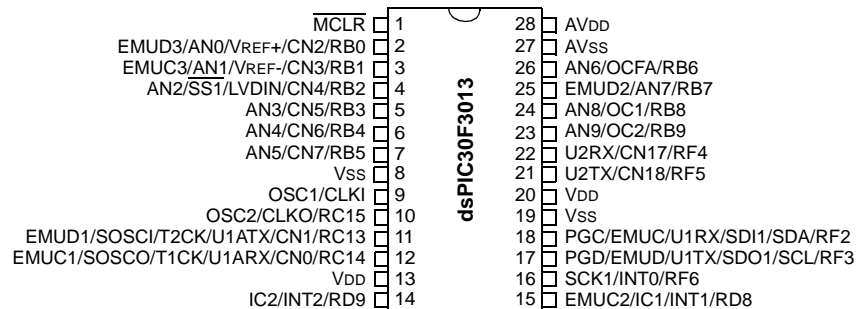 MCLR 1 28 AVDD
EMUD3/AN0/VREF+/CN2/RB0 2 27 AVSS
EMUC3/AN1/VREF-/CN3/RB1 3 26 AN6/OCFA/RB6
AN2/SS1/LVDIN/CN4/RB2 4 25 EMUD2/AN7/RB7
AN3/CN5/RB3 5 24 AN8/OC1/RB8
AN4/CN6/RB4 6 23 AN9/OC2/RB9
AN5/CN7/RB5 7 22 U2RX/CN17/RF4
VSS 8 21 U2TX/CN18/RF5
OSC1/CLKI 9 20 VDD
OSC2/CLKO/RC15 10 19 VSS
EMUD1/SOSCI/T2CK/U1ATX/CN1/RC13 11 18 PGC/EMUC/U1RX/SDI1/SDA/RF2
EMUC1/SOSCO/T1CK/U1ARX/CN0/RC14 12 17 PGD/EMUD/U1TX/SDO1/SCL/RF3
VDD 13 16 SCK1/INT0/RF6
IC2/INT2/RD9 14 15 EMUC2/IC1/INT1/RD8
dsPIC30F3013